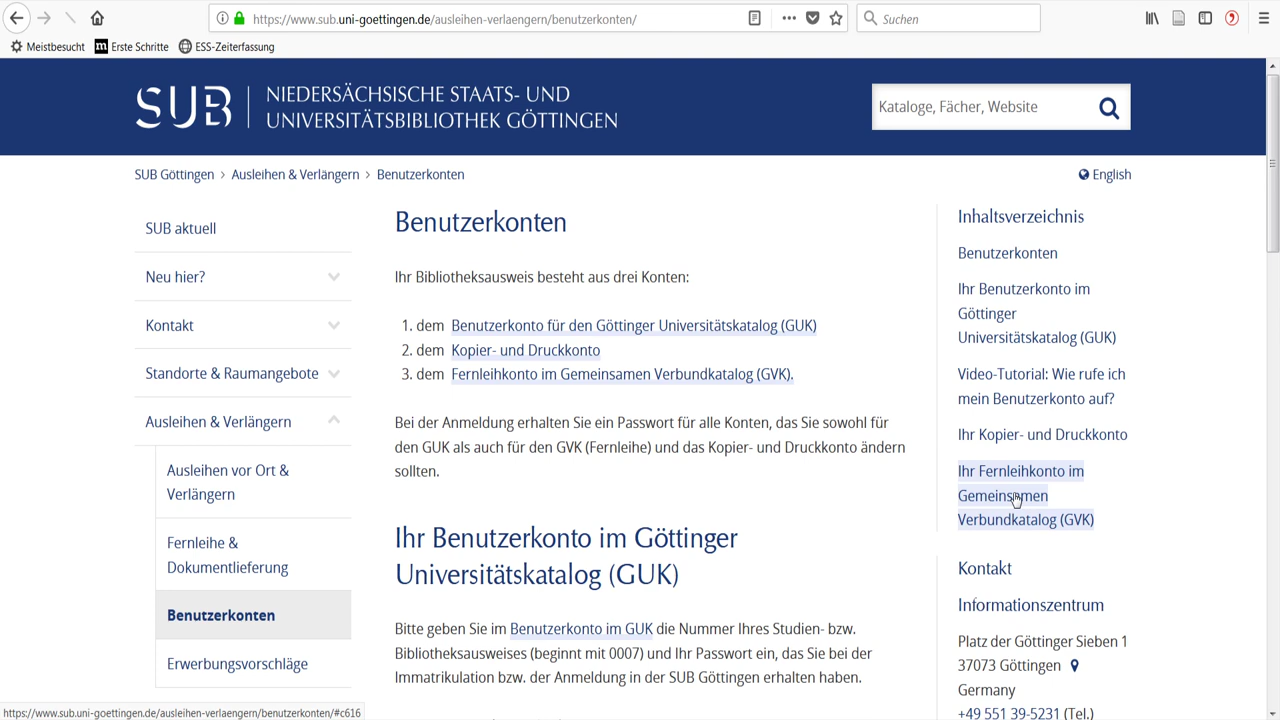 https://www.sub.uni-goettingen.de/ausleihen-verlaengern/benutzerkonten/
Suchen
Meistbesucht
m Erste Schritte
ESS-Zeiterfassung
SUB
NIEDERSÄCHSISCHE STAATS- UND
UNIVERSITÄTSBIBLIOTHEK GÖTTINGEN
Kataloge, Fächer, Website
SUB Göttingen > Ausleihen & Verlängern > Benutzerkonten
English
SUB aktuell
Neu hier?
Kontakt
Standorte & Raumangebote
Ausleihen & Verlängern
Ausleihen vor Ort &
Verlängern
Fernleihe &
Dokumentlieferung
Benutzerkonten
Erwerbungsvorschläge
Benutzerkonten
Ihr Bibliotheksausweis besteht aus drei Konten:
1. dem Benutzerkonto für den Göttinger Universitätskatalog (GUK)
2. dem Kopier- und Druckkonto
3. dem Fernleihkonto im Gemeinsamen Verbundkatalog (GVK).
Bei der Anmeldung erhalten Sie ein Passwort für alle Konten, das Sie sowohl für
den GUK als auch für den GVK (Fernleihe) und das Kopier- und Druckkonto ändern
sollten.
Ihr Benutzerkonto im Göttinger
Universitätskatalog (GUK)
Bitte geben Sie im Benutzerkonto im GUK die Nummer Ihres Studien- bzw.
Bibliotheksausweises (beginnt mit 0007) und Ihr Passwort ein, das Sie bei der
Immatrikulation bzw. der Anmeldung in der SUB Göttingen erhalten haben.
Inhaltsverzeichnis
Benutzerkonten
Ihr Benutzerkonto im
Göttinger
Universitätskatalog (GUK)
Video-Tutorial: Wie rufe ich
mein Benutzerkonto auf?
Ihr Kopier- und Druckkonto
Ihr Fernleihkonto im
Gemeinsamen
Verbundkatalog (GVK)
Kontakt
Informationszentrum
Platz der Göttinger Sieben 1
37073 Göttingen
Germany
+49 551 39-5231 (Tel.)
https://www.sub.uni-goettingen.de/ausleihen-verlaengern/benutzerkonten/#c616